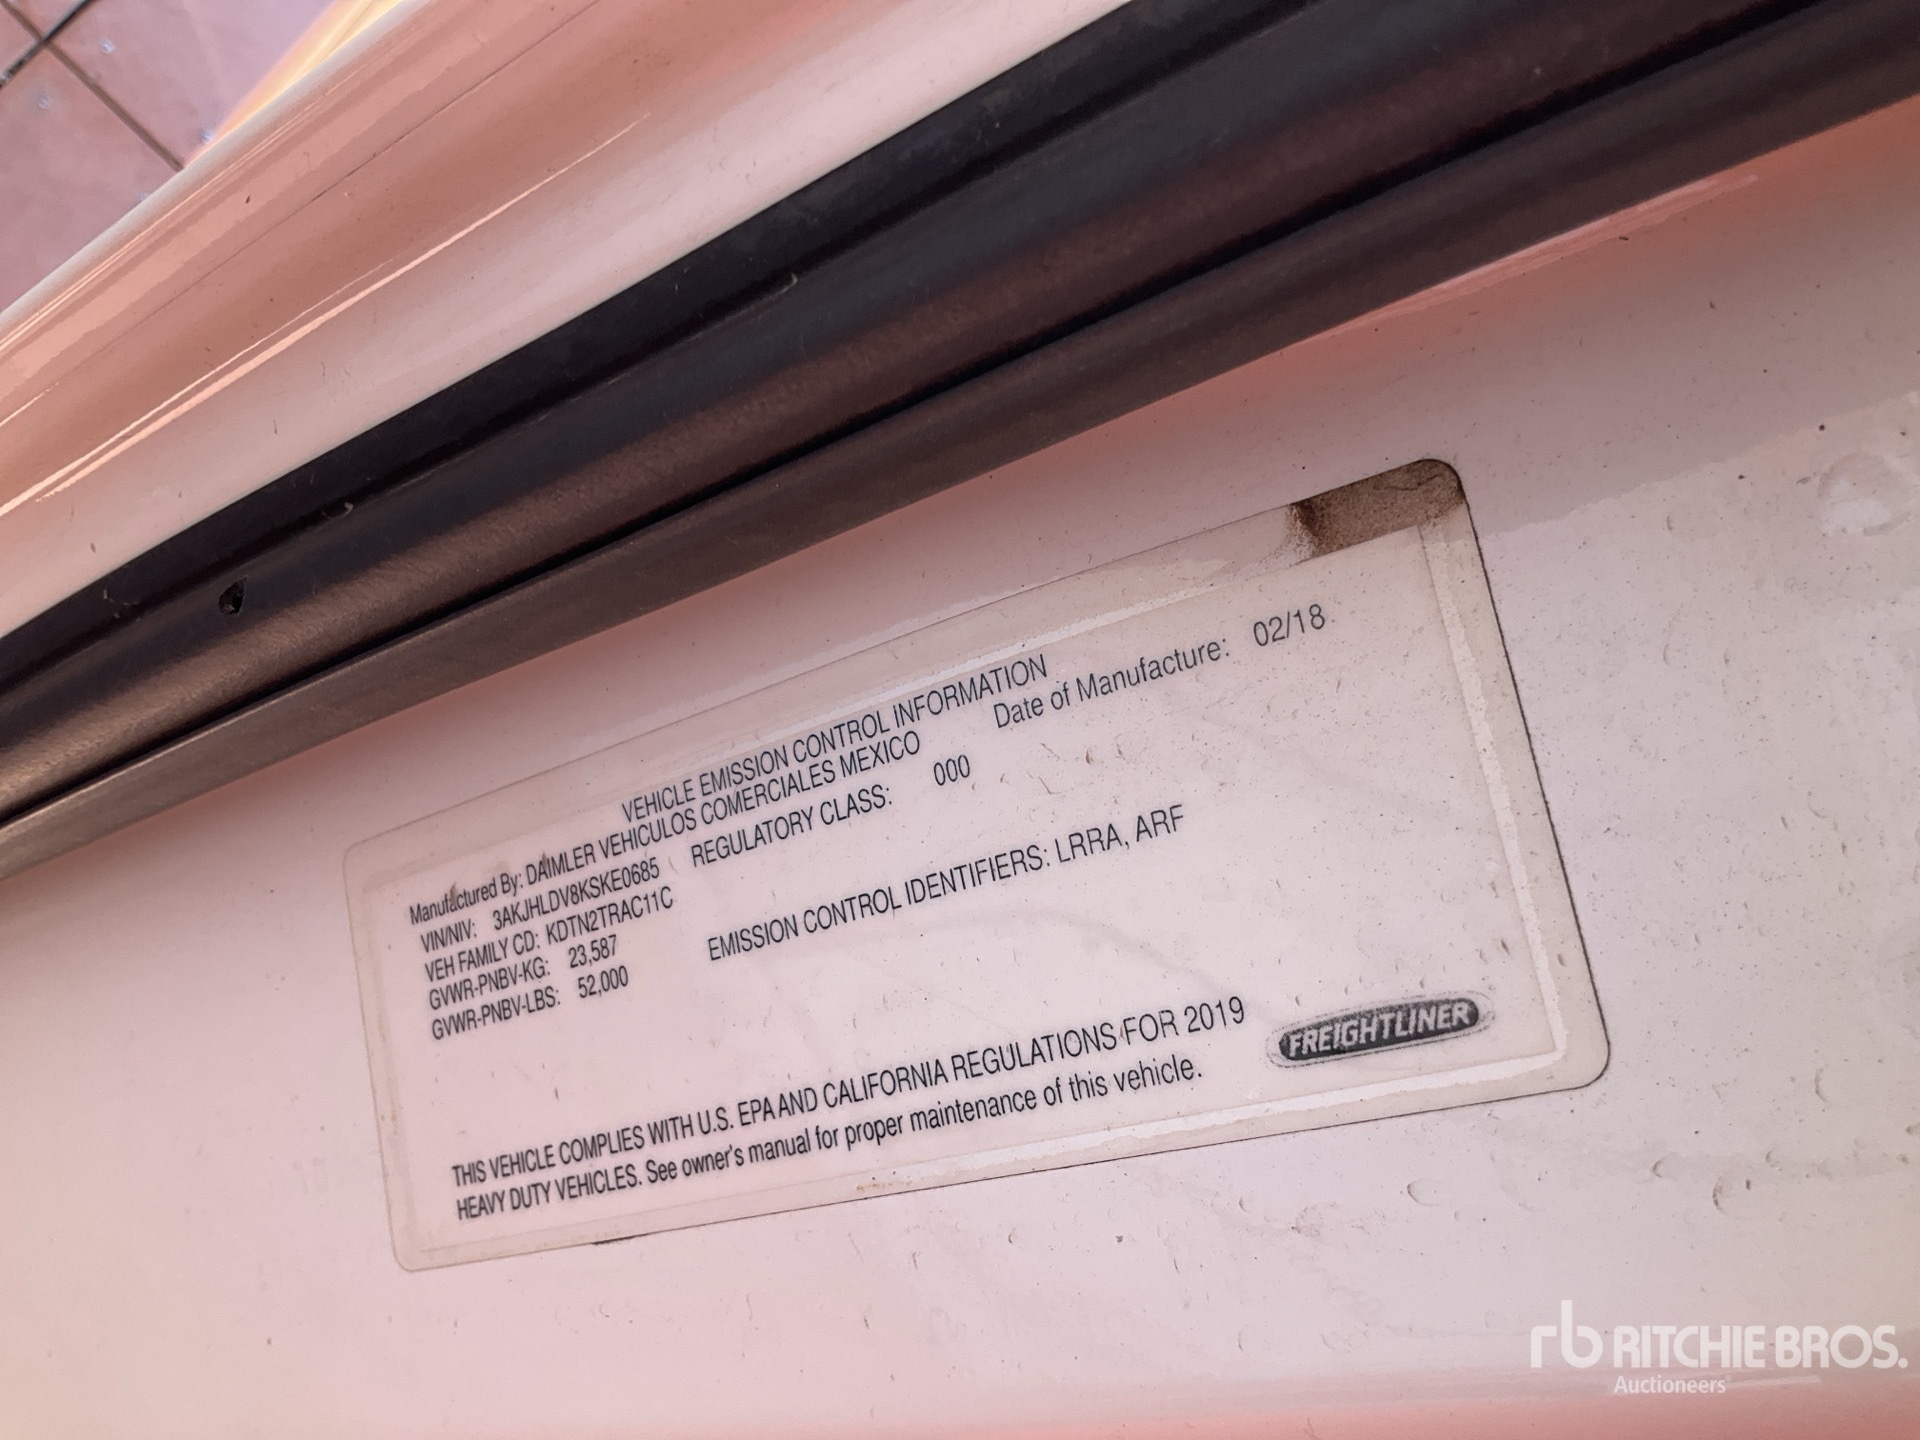 VEHICLE EMISSION CONTROL INFORMATION
Manufactured By: DAIMLER VEHICULOS COMERCIALES MEXICO Date of Manufacture: 02/18
VIN/NIV: 3AKJHLDV8KSKE0685 REGULATORY CLASS: 000
VEH FAMILY CD: KDTN2TRAC11C
GVWR-PNBV-KG: 23,587 EMISSION CONTROL IDENTIFIERS: LRRA, ARF
GVWR-PNBV-LBS: 52,000
THIS VEHICLE COMPLIES WITH U.S. EPA AND CALIFORNIA REGULATIONS FOR 2019
HEAVY DUTY VEHICLES. See owner's manual for proper maintenance of this vehicle.
FREIGHTLINER
rb RITCHIE BROS.
Auctioneers